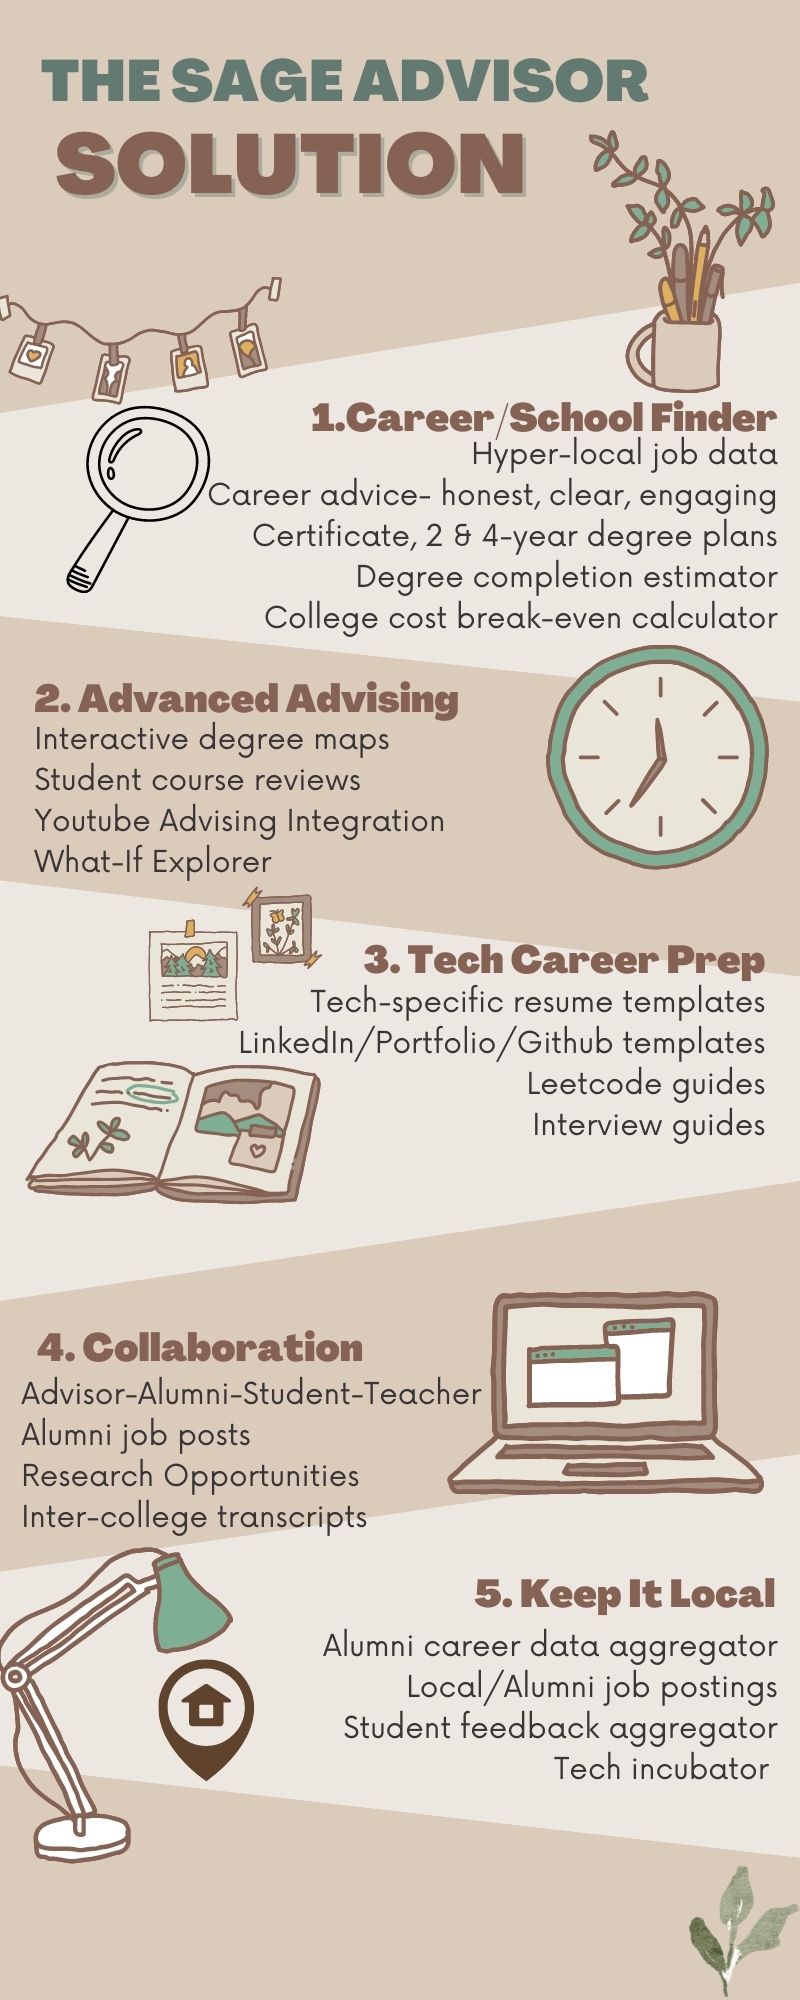 THE SAGE ADVISOR
SOLUTION
1.Career/School Finder
Hyper-local job data
Career advice- honest, clear, engaging
Certificate, 2 & 4-year degree plans
Degree completion estimator
College cost break-even calculator
2. Advanced Advising
Interactive degree maps
Student course reviews
Youtube Advising Integration
What-If Explorer
3. Tech Career Prep
Tech-specific resume templates
LinkedIn/Portfolio/Github templates
Leetcode guides
Interview guides
4. Collaboration
Advisor-Alumni-Student-Teacher
Alumni job posts
Research Opportunities
Inter-college transcripts
5. Keep It Local
Alumni career data aggregator
Local/Alumni job postings
Student feedback aggregator
Tech incubator